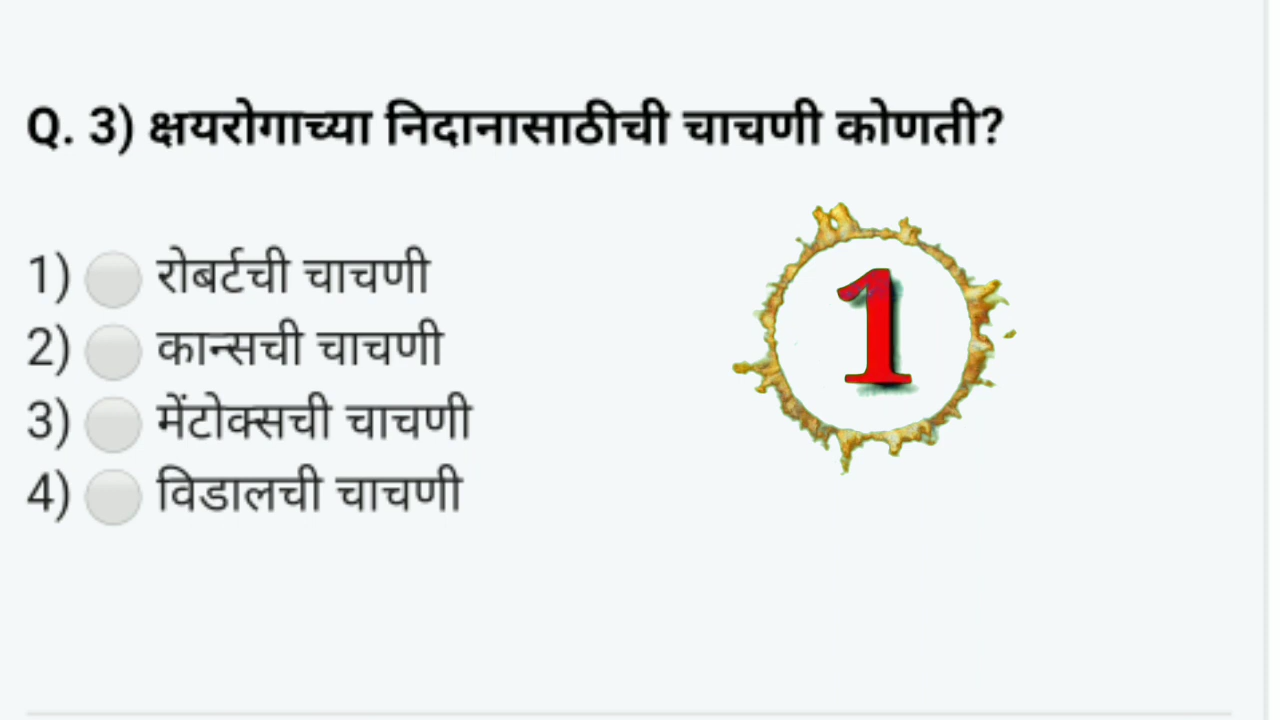 Q. 3) क्षयरोगाच्या निदानासाठीची चाचणी कोणती?
1) रोबर्टची चाचणी
2) कान्सची चाचणी
3) मेंटोक्सची चाचणी
4) विडालची चाचणी
1